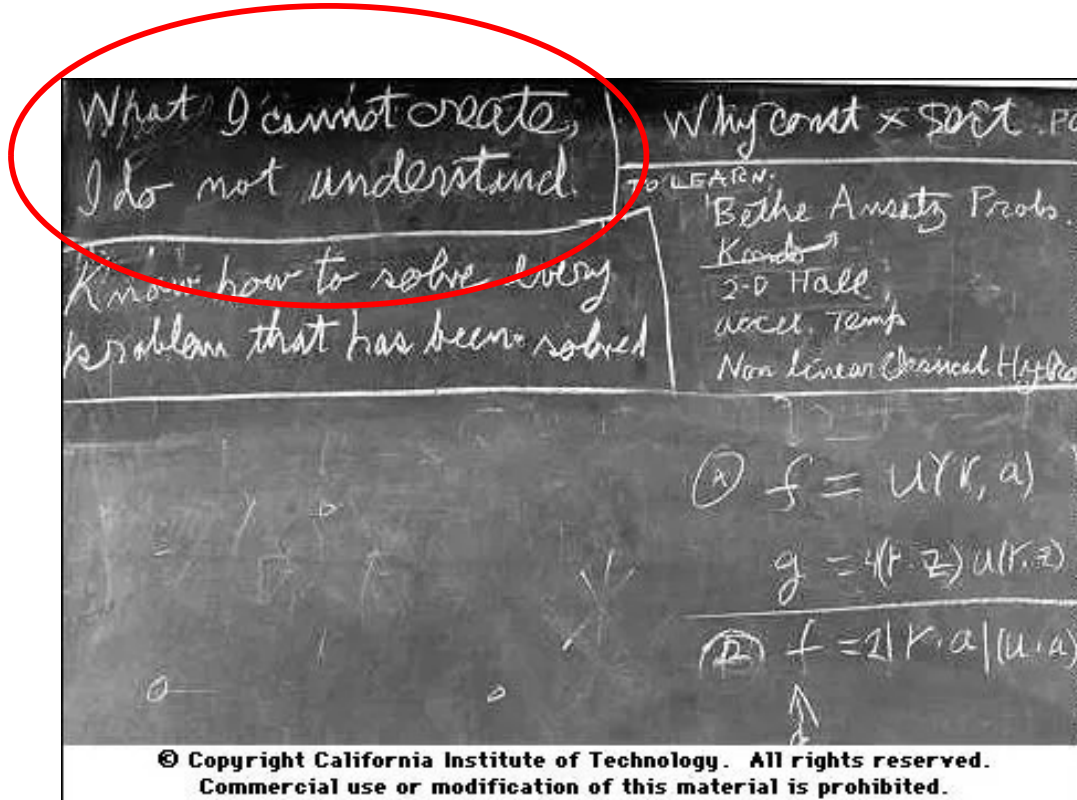 What I cannot create,
I do not understand.
Know how to solve every
problem that has been solved
Why const × sort PO
TO LEARN:
Bethe Ansatz Probs
Kondo
2-D Hall
accel. Temp
Non linear Classical Hydro
f = u(r, a)
g = 4(r·z) u(r,z)
f = 2|r·a|(u·a)
© Copyright California Institute of Technology. All rights reserved.
Commercial use or modification of this material is prohibited.